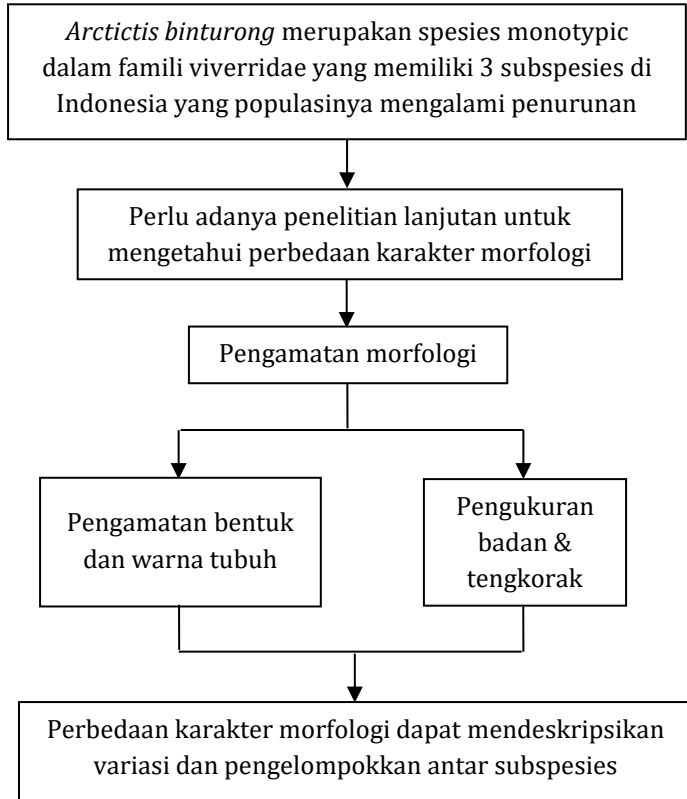 Arctictis binturong merupakan spesies monotypic
dalam famili viverridae yang memiliki 3 subspesies di
Indonesia yang populasinya mengalami penurunan
Perlu adanya penelitian lanjutan untuk
mengetahui perbedaan karakter morfologi
Pengamatan morfologi
Pengamatan bentuk
dan warna tubuh
Pengukuran
badan &
tengkorak
Perbedaan karakter morfologi dapat mendeskripsikan
variasi dan pengelompokkan antar subspesies